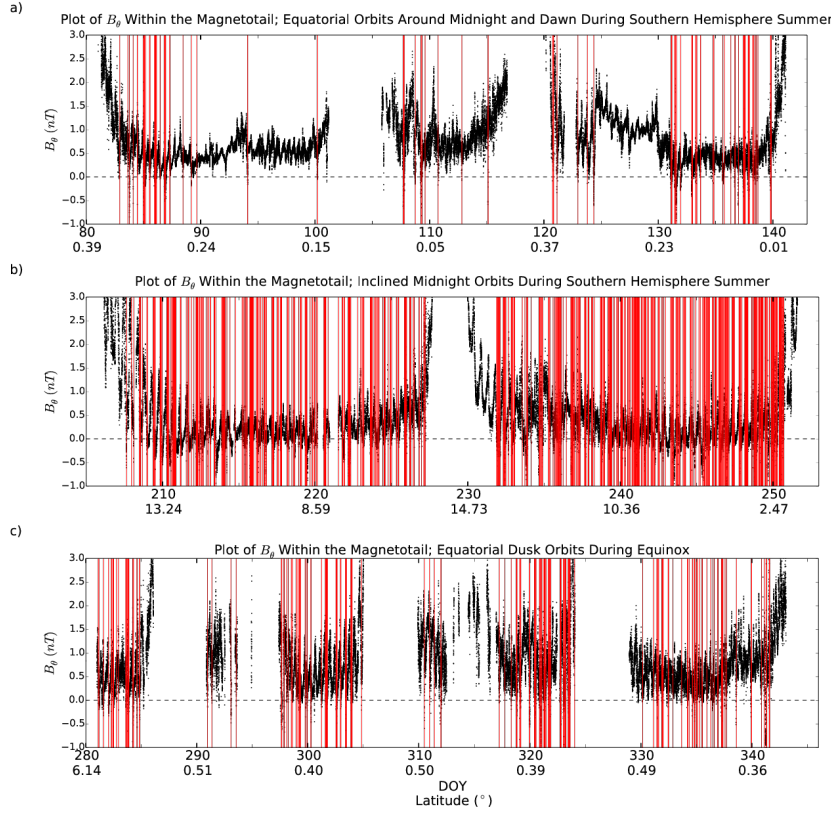 a)
Plot of Bθ Within the Magnetotail; Equatorial Orbits Around Midnight and Dawn During Southern Hemisphere Summer
3.0
2.5
2.0
1.5
1.0
0.5
0.0
−0.5
−1.0
Bθ (nT)
80 90 100 110 120 130 140
0.39 0.24 0.15 0.05 0.37 0.23 0.01
b)
Plot of Bθ Within the Magnetotail; Inclined Midnight Orbits During Southern Hemisphere Summer
3.0
2.5
2.0
1.5
1.0
0.5
0.0
−0.5
−1.0
Bθ (nT)
210 220 230 240 250
13.24 8.59 14.73 10.36 2.47
c)
Plot of Bθ Within the Magnetotail; Equatorial Dusk Orbits During Equinox
3.0
2.5
2.0
1.5
1.0
0.5
0.0
−0.5
−1.0
Bθ (nT)
280 290 300 310 320 330 340
6.14 0.51 0.40 0.50 0.39 0.49 0.36
DOY
Latitude (°)